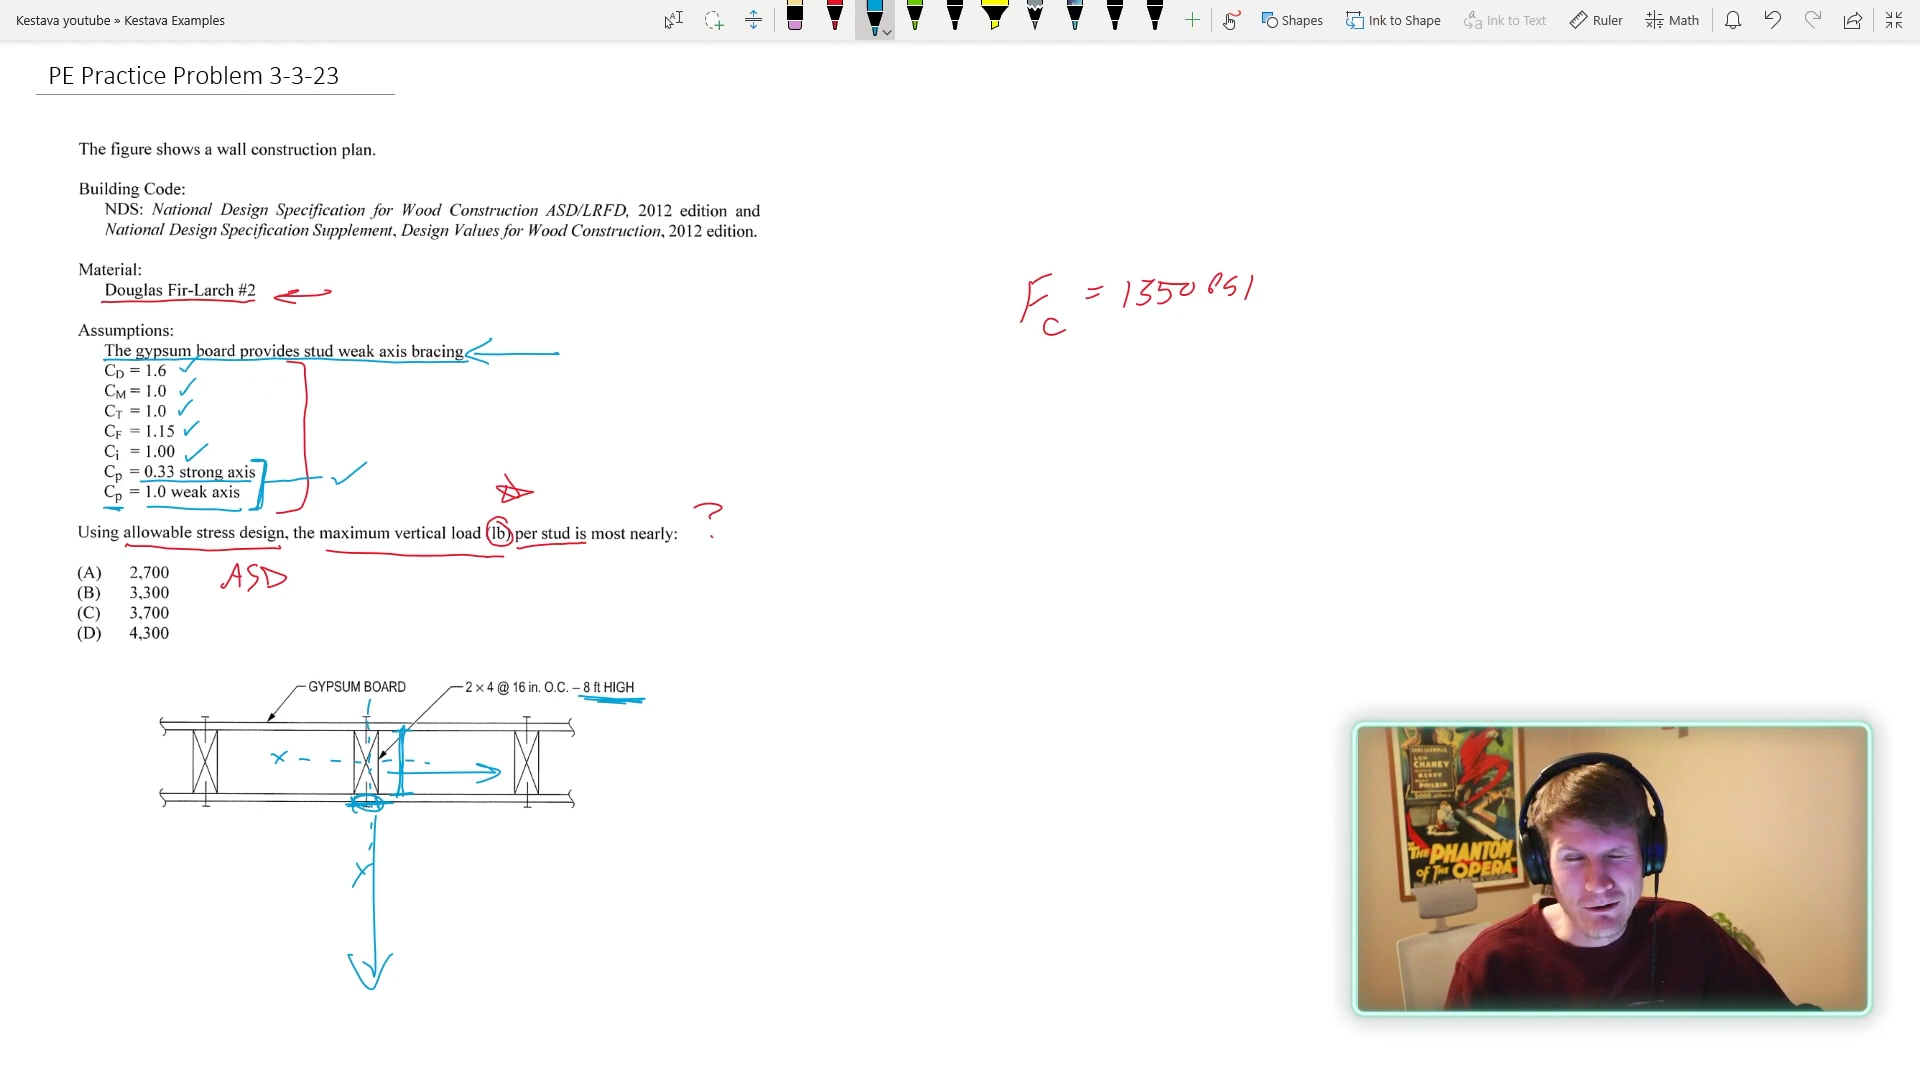 Kestava youtube » Kestava Examples
Shapes
Ink to Shape
Ink to Text
Ruler
Math
PE Practice Problem 3-3-23
The figure shows a wall construction plan.
Building Code:
NDS: National Design Specification for Wood Construction ASD/LRFD, 2012 edition and
National Design Specification Supplement, Design Values for Wood Construction, 2012 edition.
Material:
Douglas Fir-Larch #2
Fc = 1350 PSI
Assumptions:
The gypsum board provides stud weak axis bracing
CD = 1.6
CM = 1.0
CT = 1.0
CF = 1.15
Ci = 1.00
Cp = 0.33 strong axis
Cp = 1.0 weak axis
Using allowable stress design, the maximum vertical load (lb) per stud is most nearly: ?
(A) 2,700
ASD
(B) 3,300
(C) 3,700
(D) 4,300
GYPSUM BOARD
2 × 4 @ 16 in. O.C. – 8 ft HIGH
x
y
THE PHANTOM
OF THE OPERA
LON
CHANEY